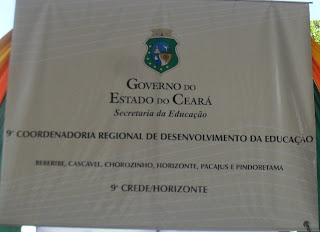 GOVERNO DO
ESTADO DO CEARÁ
Secretaria da Educação
9ª COORDENADORIA REGIONAL DE DESENVOLVIMENTO DA EDUCAÇÃO
BEBERIBE, CASCAVEL, CHOROZINHO, HORIZONTE, PACAJUS E PINDORETAMA
9ª CREDE/HORIZONTE